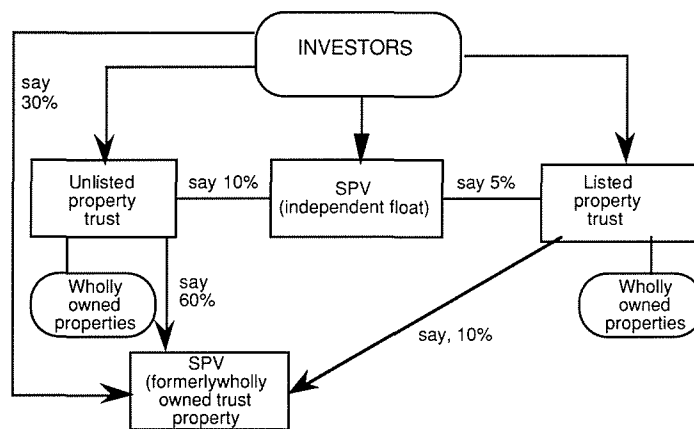 INVESTORS
say
30%
Unlisted
property
trust
say 10%
SPV
(independent float)
say 5%
Listed
property
trust
Wholly
owned
properties
say
60%
Wholly
owned
properties
say, 10%
SPV
(formerlywholly
owned trust
property